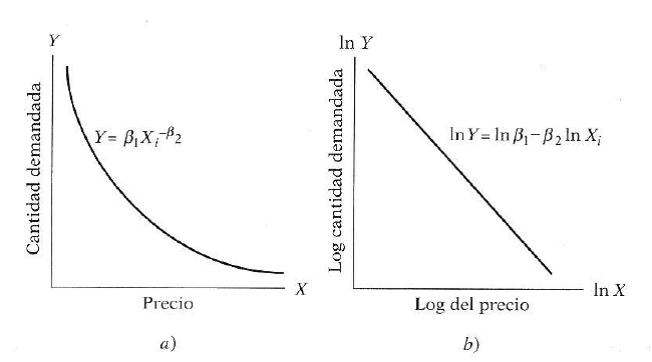 Y
Cantidad demandada
Y = β₁Xᵢ^−β₂
X
Precio
a)
ln Y
Log cantidad demandada
ln Y = ln β₁ − β₂ ln Xᵢ
ln X
Log del precio
b)